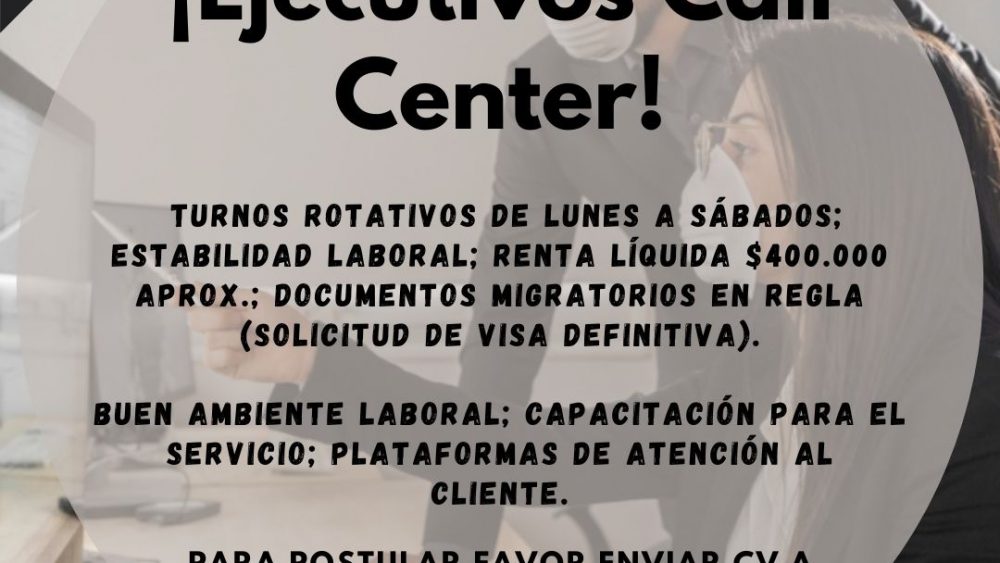 ¡Ejecutivos Call
Center!
TURNOS ROTATIVOS DE LUNES A SÁBADOS;
ESTABILIDAD LABORAL; RENTA LÍQUIDA $400.000
APROX.; DOCUMENTOS MIGRATORIOS EN REGLA
(SOLICITUD DE VISA DEFINITIVA).
BUEN AMBIENTE LABORAL; CAPACITACIÓN PARA EL
SERVICIO; PLATAFORMAS DE ATENCIÓN AL
CLIENTE.
PARA POSTULAR FAVOR ENVIAR CV A